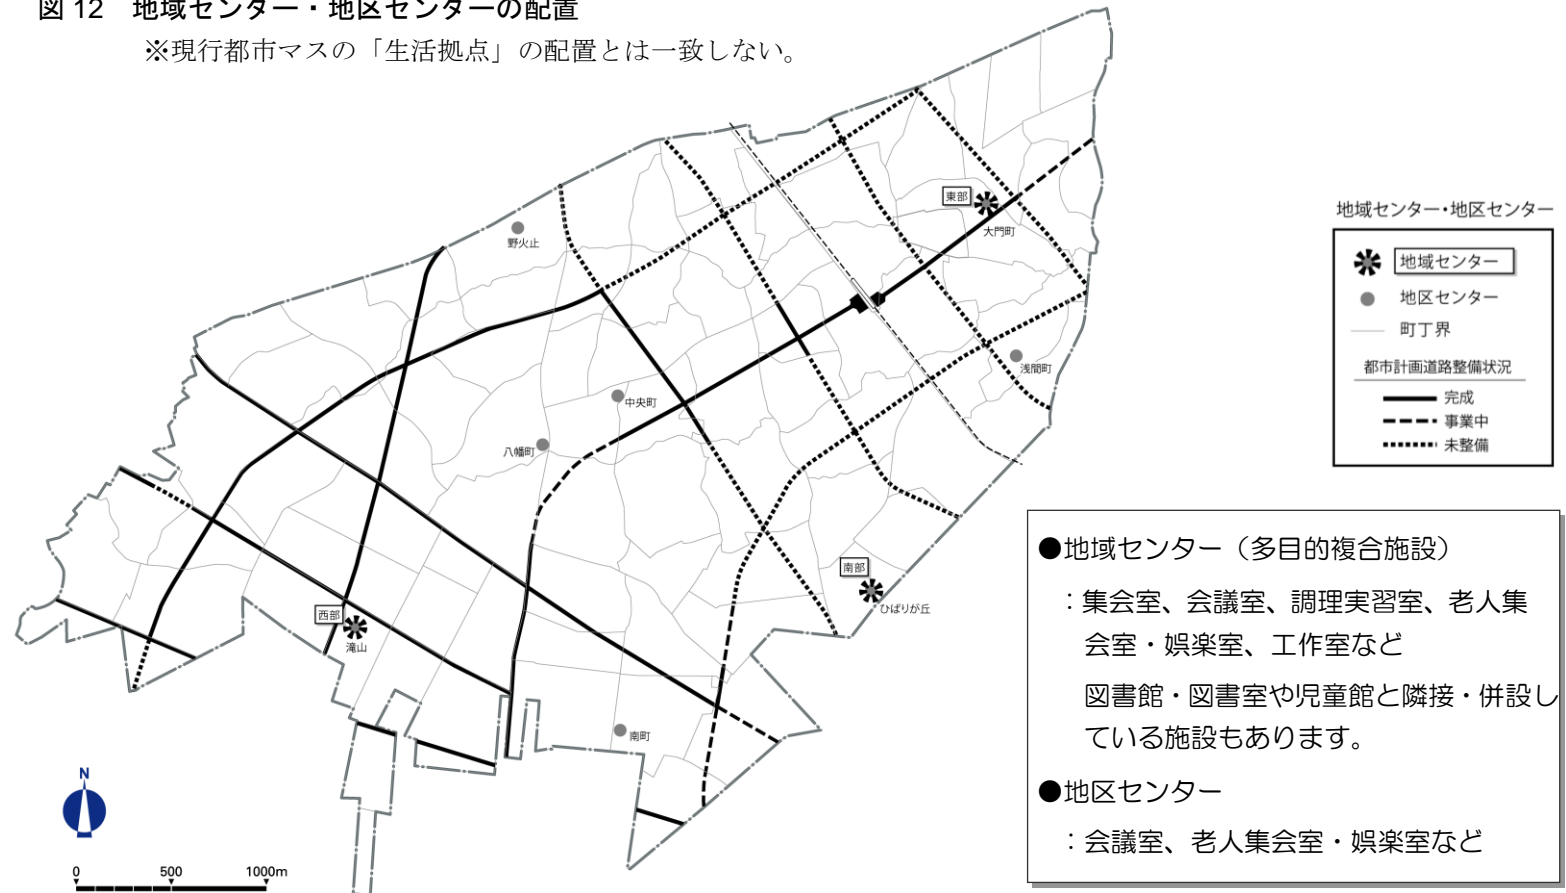 図 12 地域センター・地区センターの配置
※現行都市マスの「生活拠点」の配置とは一致しない。
東部
大門町
野火止
浅間町
中央町
八幡町
南部
ひばりが丘
西部
滝山
南町
N
0 500 1000m
地域センター・地区センター
地域センター
地区センター
町丁界
都市計画道路整備状況
完成
事業中
未整備
●地域センター（多目的複合施設）
：集会室、会議室、調理実習室、老人集
会室・娯楽室、工作室など
図書館・図書室や児童館と隣接・併設し
ている施設もあります。
●地区センター
：会議室、老人集会室・娯楽室など